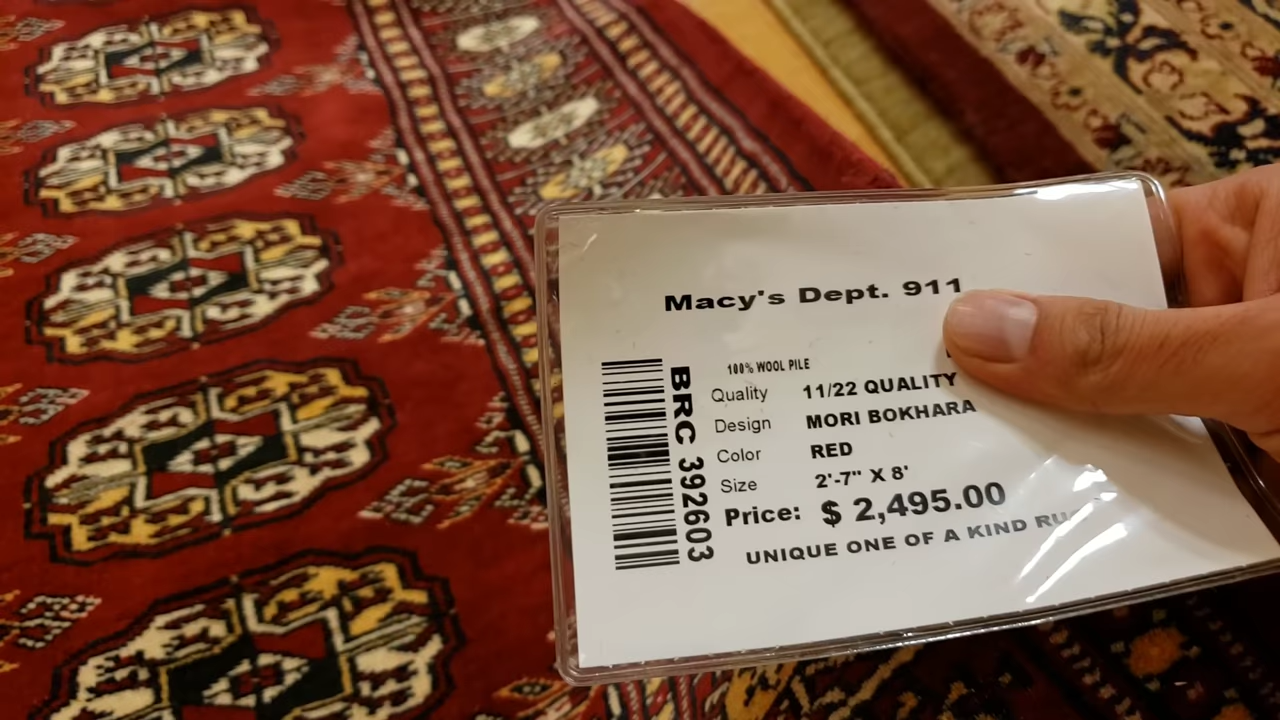 Macy's Dept. 911
100% WOOL PILE
Quality 11/22 QUALITY
Design MORI BOKHARA
Color RED
Size 2'-7" X 8'
Price: $ 2,495.00
UNIQUE ONE OF A KIND RUG
BRC 392603